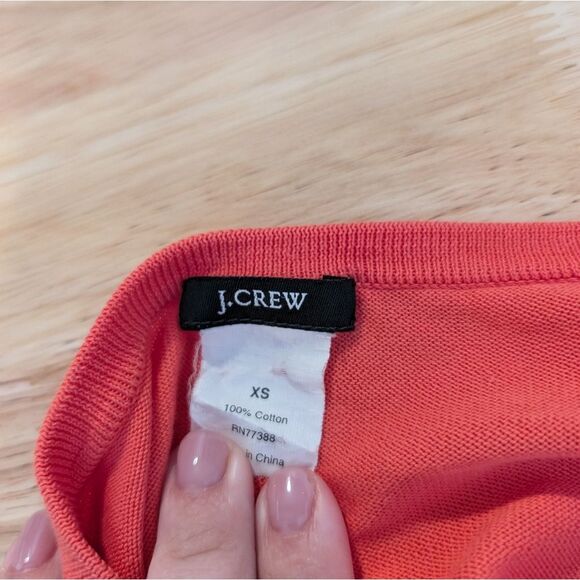 J.CREW
XS
100% Cotton
RN77388
in China